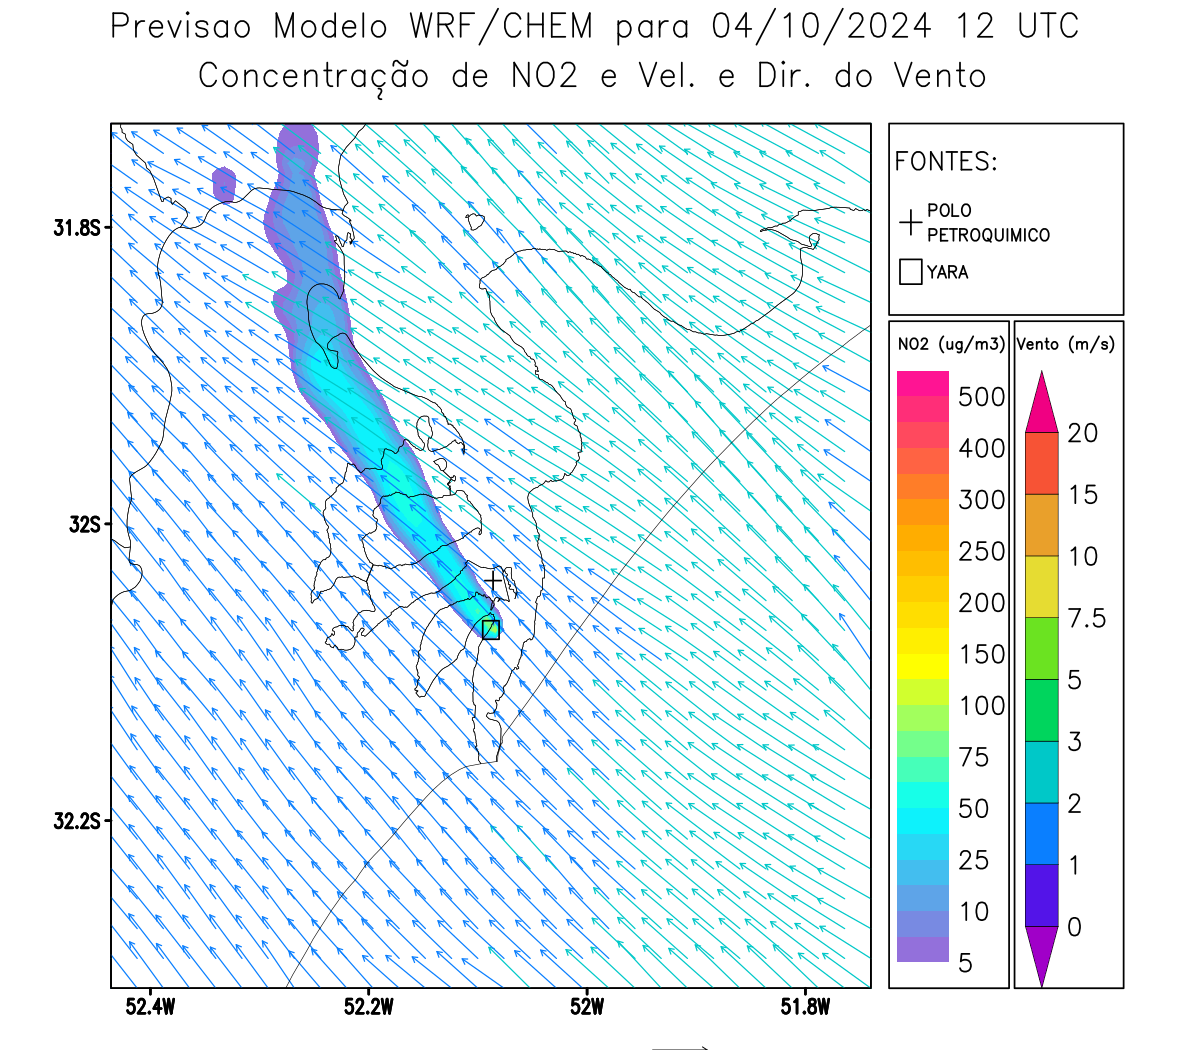 Previsao Modelo WRF/CHEM para 04/10/2024 12 UTC
Concentração de NO2 e Vel. e Dir. do Vento
FONTES:
POLO
PETROQUIMICO
YARA
NO2 (ug/m3)
500
400
300
250
200
150
100
75
50
25
10
5
Vento (m/s)
20
15
10
7.5
5
3
2
1
0
31.8S
32S
32.2S
52.4W
52.2W
52W
51.8W